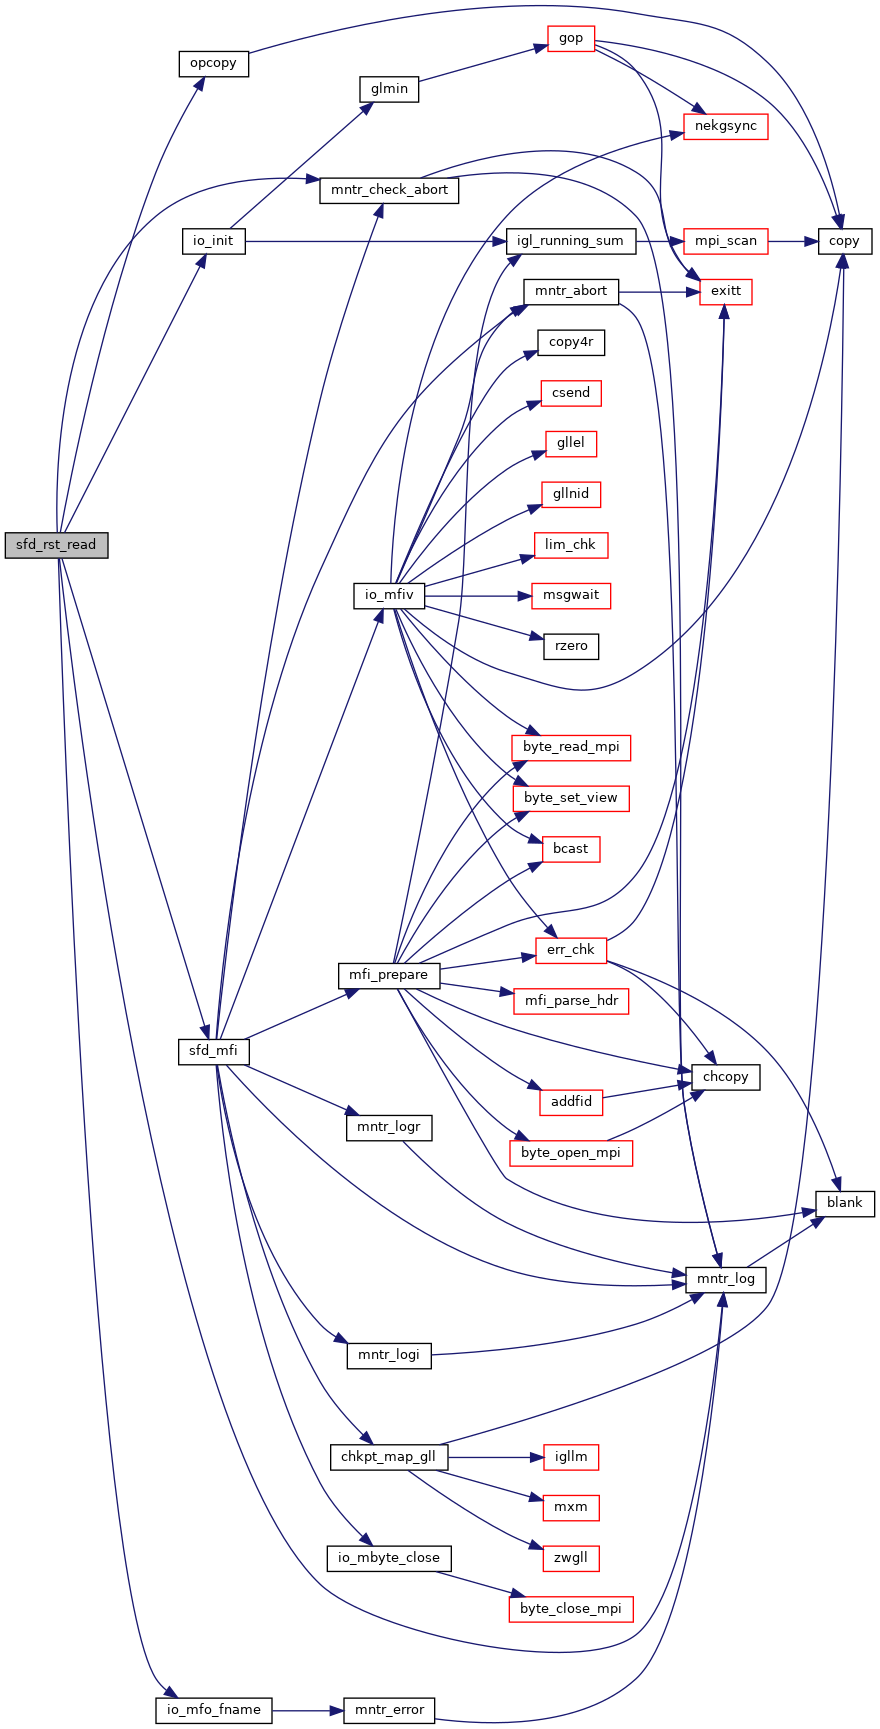 gop
opcopy
glmin
nekgsync
mntr_check_abort
io_init
igl_running_sum
mpi_scan
copy
mntr_abort
exitt
copy4r
csend
gllel
gllnid
sfd_rst_read
lim_chk
io_mfiv
msgwait
rzero
byte_read_mpi
byte_set_view
bcast
err_chk
mfi_prepare
mfi_parse_hdr
sfd_mfi
chcopy
addfid
mntr_logr
byte_open_mpi
blank
mntr_log
mntr_logi
chkpt_map_gll
igllm
mxm
io_mbyte_close
zwgll
byte_close_mpi
io_mfo_fname
mntr_error